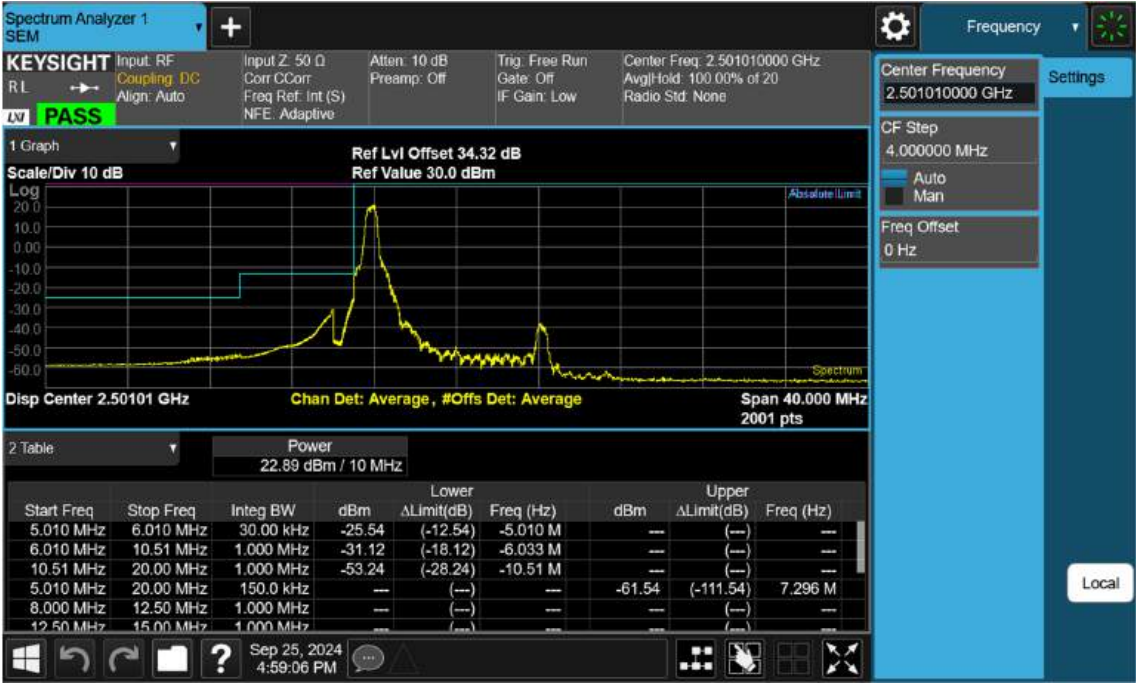 Spectrum Analyzer 1
SEM
Frequency
KEYSIGHT
R L
LXI PASS
Input: RF
Coupling: DC
Align: Auto
Input Z: 50 Ω
Corr CCorr
Freq Ref: Int (S)
NFE: Adaptive
Atten: 10 dB
Preamp: Off
Trig: Free Run
Gate: Off
IF Gain: Low
Center Freq: 2.501010000 GHz
Avg|Hold: 100.00% of 20
Radio Std: None
Center Frequency
2.501010000 GHz
Settings
CF Step
4.000000 MHz
Auto
Man
Freq Offset
0 Hz
1 Graph
Scale/Div 10 dB
Ref Lvl Offset 34.32 dB
Ref Value 30.0 dBm
Log
Absolute Limit
20.0
10.0
0.00
-10.0
-20.0
-30.0
-40.0
-50.0
-60.0
Spectrum
Disp Center 2.50101 GHz
Chan Det: Average, #Offs Det: Average
Span 40.000 MHz
2001 pts
2 Table
Power
22.89 dBm / 10 MHz
Lower Upper
Start Freq Stop Freq Integ BW dBm ΔLimit(dB) Freq (Hz) dBm ΔLimit(dB) Freq (Hz)
5.010 MHz 6.010 MHz 30.00 kHz -25.54 (-12.54) -5.010 M --- (---) ---
6.010 MHz 10.51 MHz 1.000 MHz -31.12 (-18.12) -6.033 M --- (---) ---
10.51 MHz 20.00 MHz 1.000 MHz -53.24 (-28.24) -10.51 M --- (---) ---
5.010 MHz 20.00 MHz 150.0 kHz --- (---) --- -61.54 (-111.54) 7.296 M
8.000 MHz 12.50 MHz 1.000 MHz --- (---) --- --- (---) ---
12.50 MHz 15.00 MHz 1.000 MHz --- (---) --- --- (---) ---
Local
?
Sep 25, 2024
4:59:06 PM